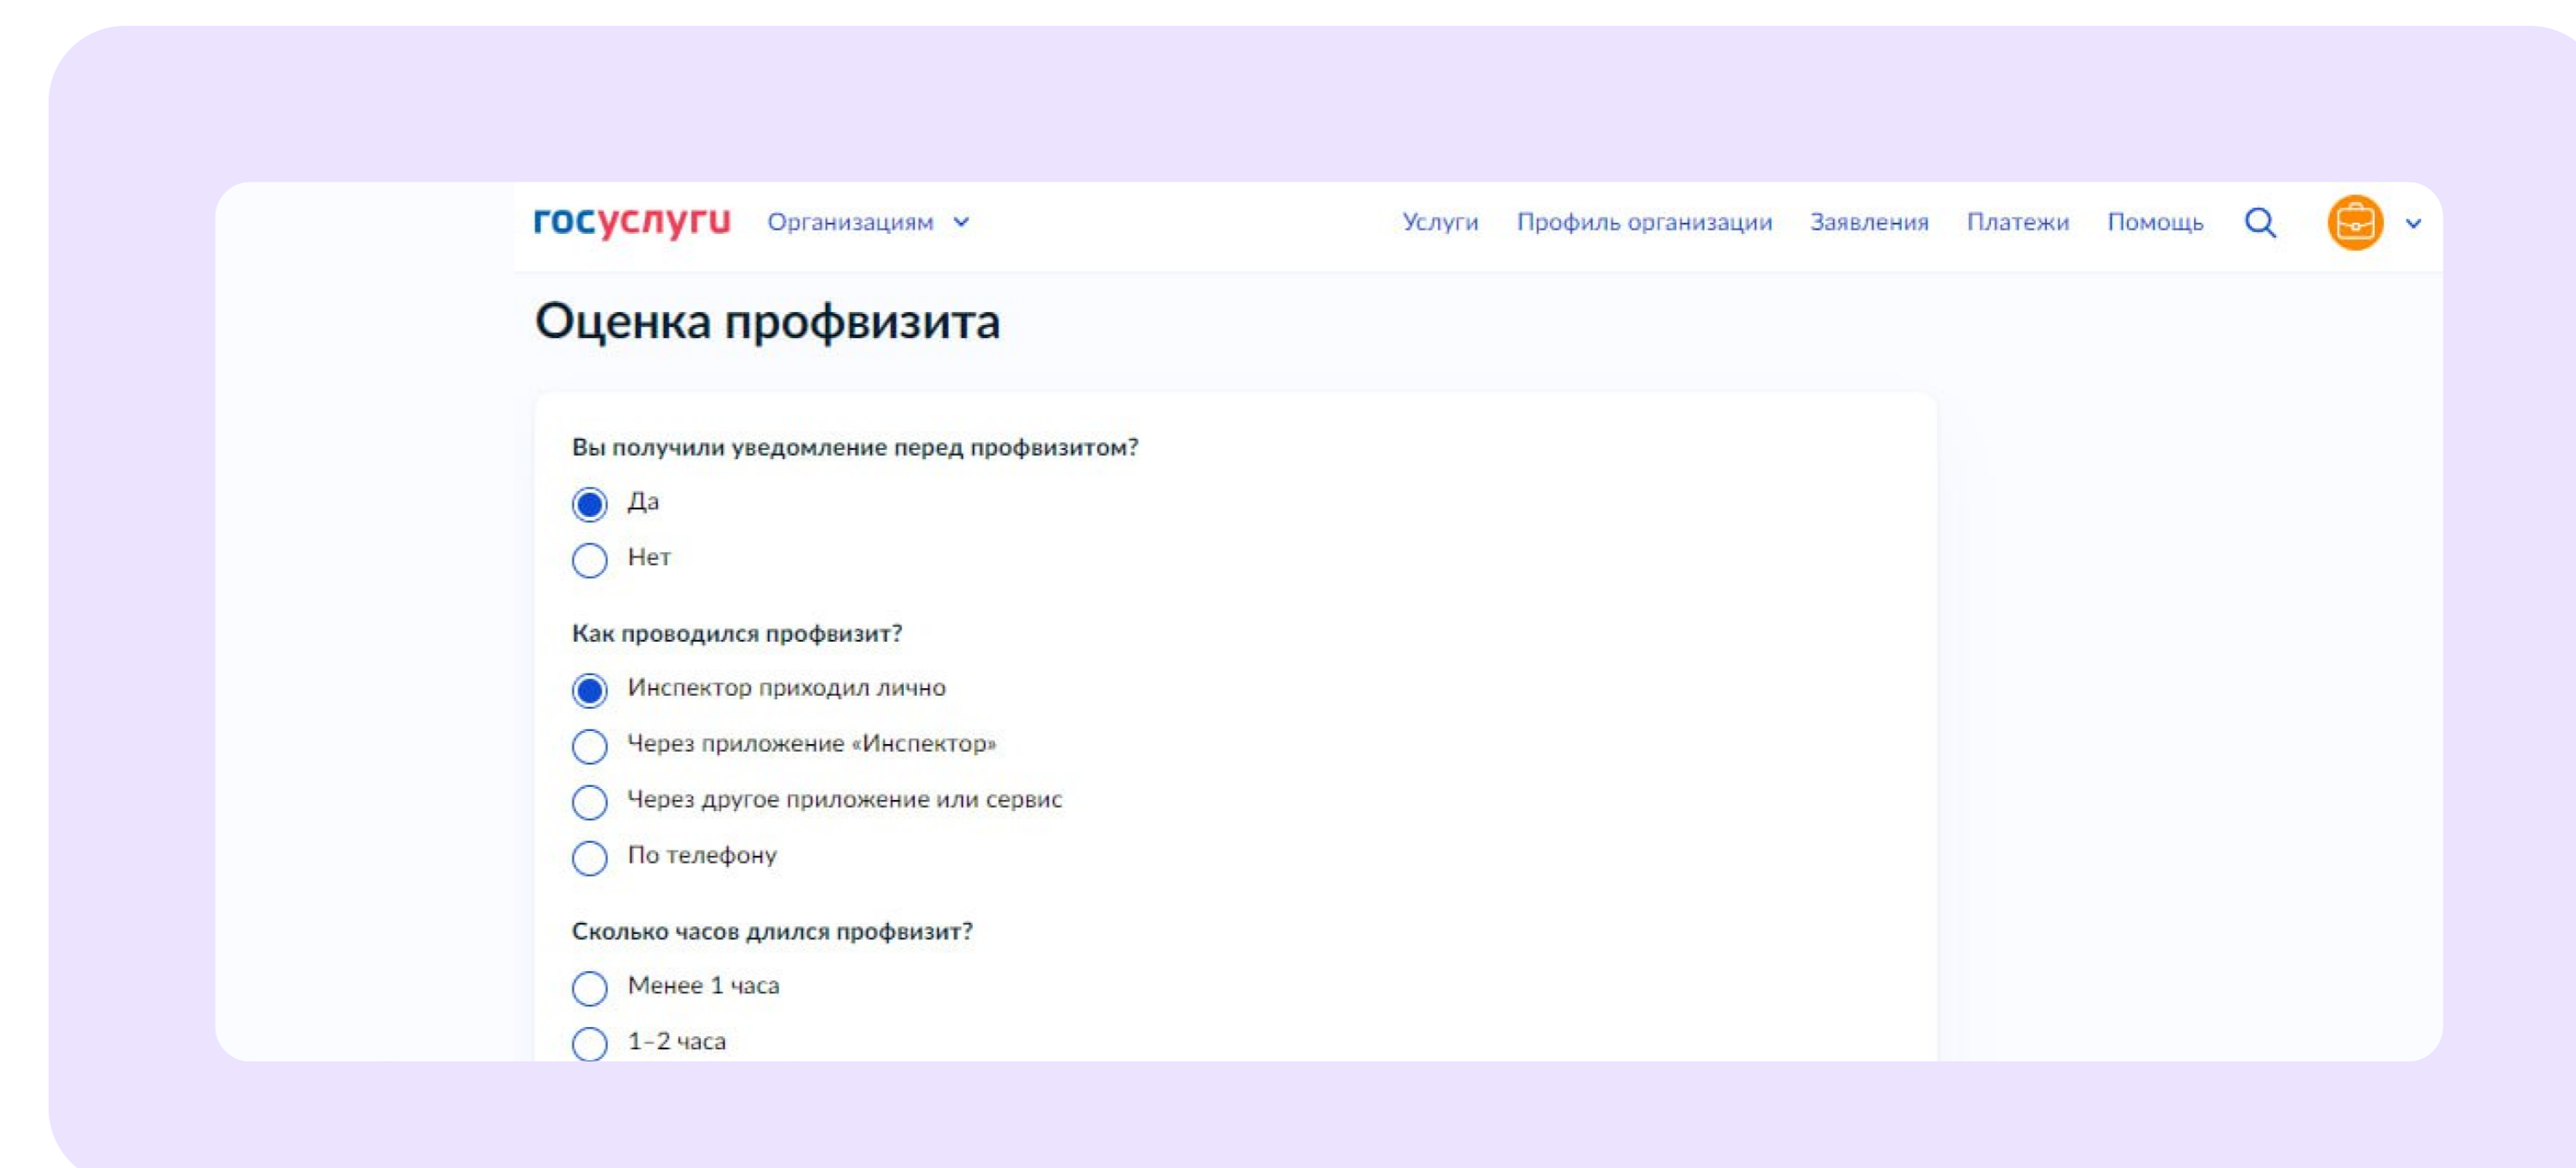 госуслуги Организациям Услуги Профиль организации Заявления Платежи Помощь
Оценка профвизита
Вы получили уведомление перед профвизитом?
Да
Нет
Как проводился профвизит?
Инспектор приходил лично
Через приложение «Инспектор»
Через другое приложение или сервис
По телефону
Сколько часов длился профвизит?
Менее 1 часа
1–2 часа